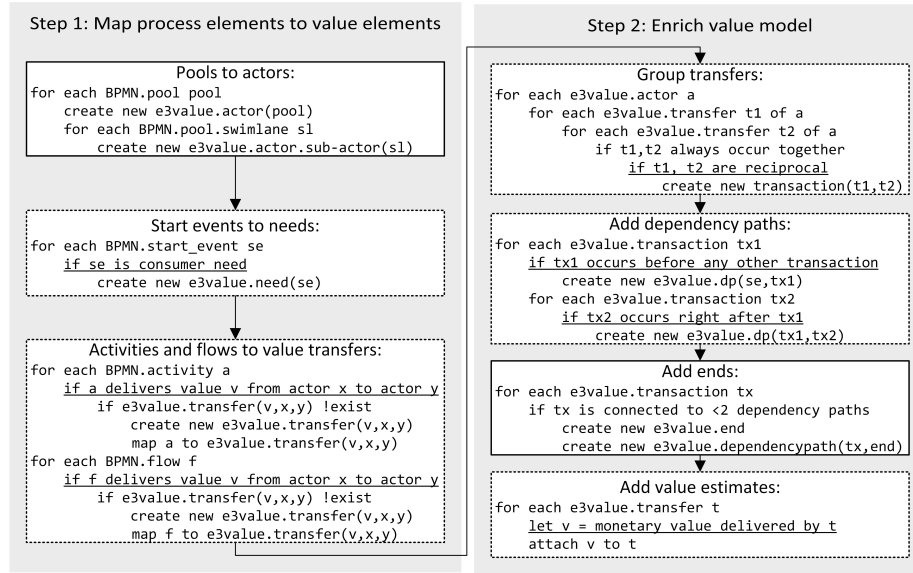 Step 1: Map process elements to value elements
Pools to actors:
for each BPMN.pool pool
create new e3value.actor(pool)
for each BPMN.pool.swimlane sl
create new e3value.actor.sub-actor(sl)
Start events to needs:
for each BPMN.start_event se
if se is consumer need
create new e3value.need(se)
Activities and flows to value transfers:
for each BPMN.activity a
if a delivers value v from actor x to actor y
if e3value.transfer(v,x,y) !exist
create new e3value.transfer(v,x,y)
map a to e3value.transfer(v,x,y)
for each BPMN.flow f
if f delivers value v from actor x to actor y
if e3value.transfer(v,x,y) !exist
create new e3value.transfer(v,x,y)
map f to e3value.transfer(v,x,y)
Step 2: Enrich value model
Group transfers:
for each e3value.actor a
for each e3value.transfer t1 of a
for each e3value.transfer t2 of a
if t1,t2 always occur together
if t1, t2 are reciprocal
create new transaction(t1,t2)
Add dependency paths:
for each e3value.transaction tx1
if tx1 occurs before any other transaction
create new e3value.dp(se,tx1)
for each e3value.transaction tx2
if tx2 occurs right after tx1
create new e3value.dp(tx1,tx2)
Add ends:
for each e3value.transaction tx
if tx is connected to <2 dependency paths
create new e3value.end
create new e3value.dependencypath(tx,end)
Add value estimates:
for each e3value.transfer t
let v = monetary value delivered by t
attach v to t